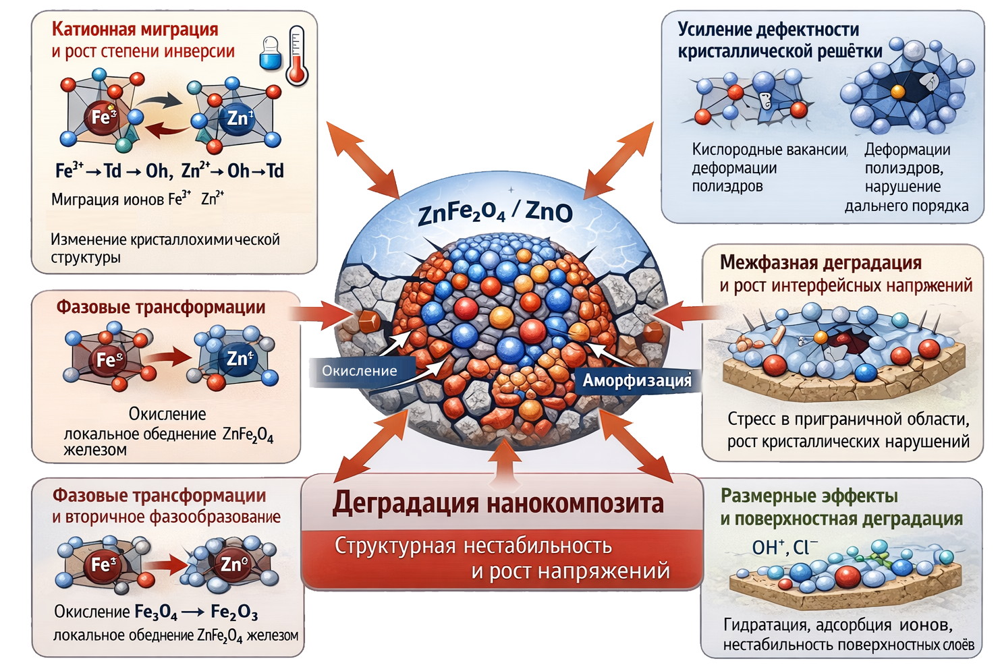 Катионная миграция
и рост степени инверсии
Fe³
Zn
Fe³⁺→Td→Oh, Zn²⁺→Oh→Td
Миграция ионов Fe³⁺ Zn²⁺
Изменение кристаллохимической
структуры
Фазовые трансформации
Fe
Zn
Окисление
локальное обеднение ZnFe₂O₄
железом
Фазовые трансформации
и вторичное фазообразование
Fe³
Zn
Окисление Fe₃O₄ → Fe₂O₃
локальное обеднение ZnFe₂O₄ железом
ZnFe₂O₄ / ZnO
Окисление
Аморфизация
Деградация нанокомпозита
Структурная нестабильность
и рост напряжений
Усиление дефектности
кристаллической решётки
Кислородные вакансии,
деформации
полиэдров
Деформации
полиэдров,
нарушение
дальнего порядка
Межфазная деградация
и рост интерфейсных напржений
Стресс в приграничной области,
рост кристаллических нарушений
Размерные эффекты
и поверхностная деградация
OH⁺, Cl⁻
Гидратация, адсорбция ионов,
нестабильность поверхностных слоёв